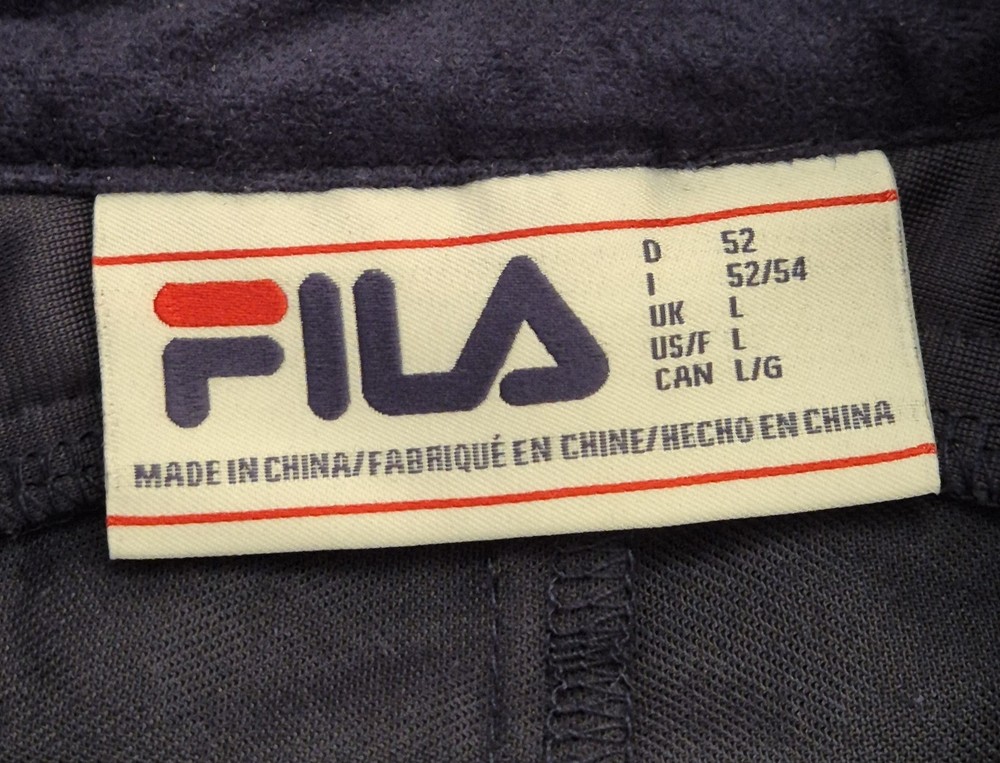 FILA
D 52
I 52/54
UK L
US/F L
CAN L/G
MADE IN CHINA/FABRIQUÉ EN CHINE/HECHO EN CHINA